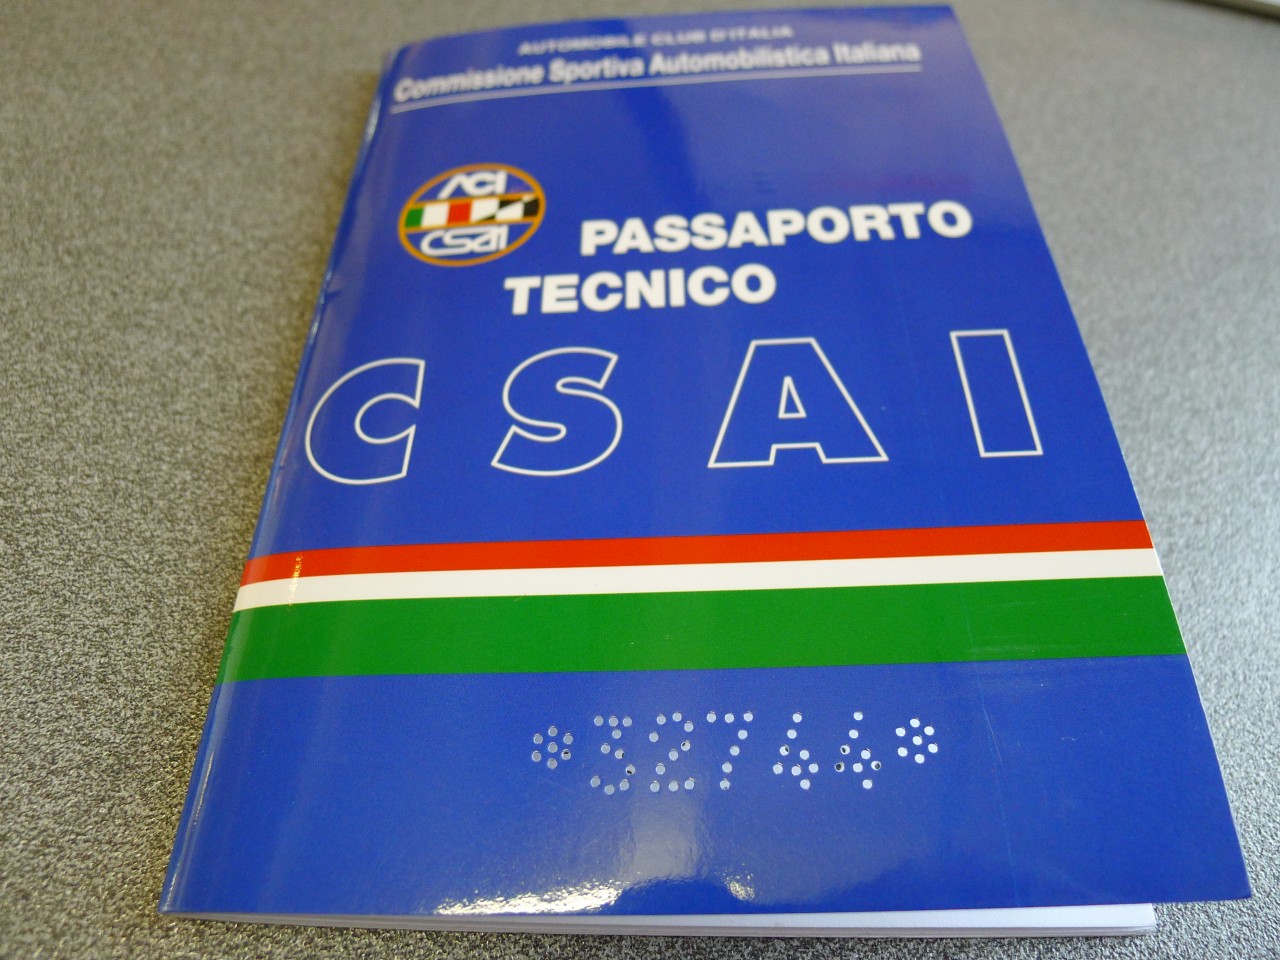 AUTOMOBILE CLUB D'ITALIA
Commissione Sportiva Automobilistica Italiana
ACI
CSAI
PASSAPORTO
TECNICO
CSAI
*32744*